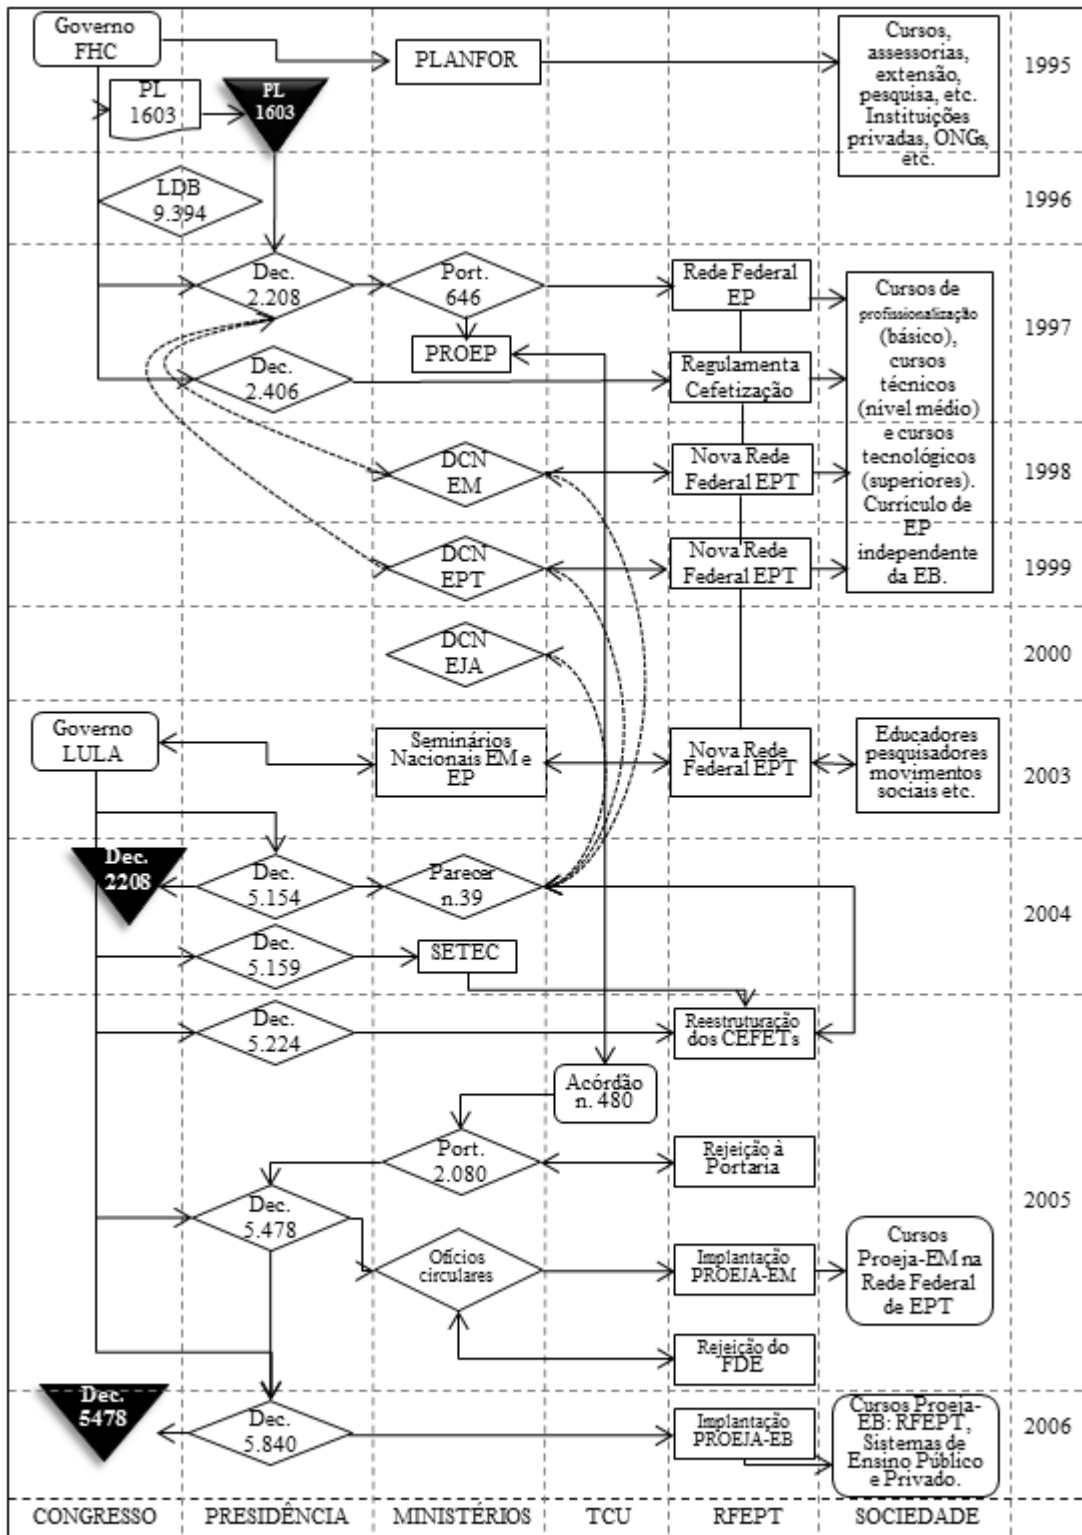 Governo
FHC
PLANFOR
Cursos,
assessorias,
extensão,
pesquisa, etc.
Instituições
privadas, ONGs,
etc.
1995
PL
1603
PL
1603
LDB
9.394
1996
Dec.
2.208
Port.
646
Rede Federal
EP
Cursos de
profissionalização
(básico),
cursos
técnicos
(nível médio)
e cursos
tecnológicos
(superiores).
Currículo de
EP
independente
da EB.
1997
PROEP
Dec.
2.406
Regulamenta
Cefetização
DCN
EM
Nova Rede
Federal EPT
1998
DCN
EPT
Nova Rede
Federal EPT
1999
DCN
EJA
2000
Governo
LULA
Seminários
Nacionais EM e
EP
Nova Rede
Federal EPT
Educadores
pesquisadores
movimentos
sociais etc.
2003
Dec.
2208
Dec.
5.154
Parecer
n.39
2004
Dec.
5.159
SETEC
Dec.
5.224
Reestruturação
dos CEFETs
Acórdão
n. 480
Port.
2.080
Rejeição à
Portaria
2005
Dec.
5.478
Ofícios
circulares
Implantação
PROEJA-EM
Cursos
Proeja-EM na
Rede Federal
de EPT
Rejeição do
FDE
Dec.
5478
Dec.
5.840
Implantação
PROEJA-EB
Cursos Proeja-
EB: RFEPT,
Sistemas de
Ensino Público
e Privado.
2006
CONGRESSO
PRESIDÊNCIA
MINISTÉRIOS
TCU
RFEPT
SOCIEDADE